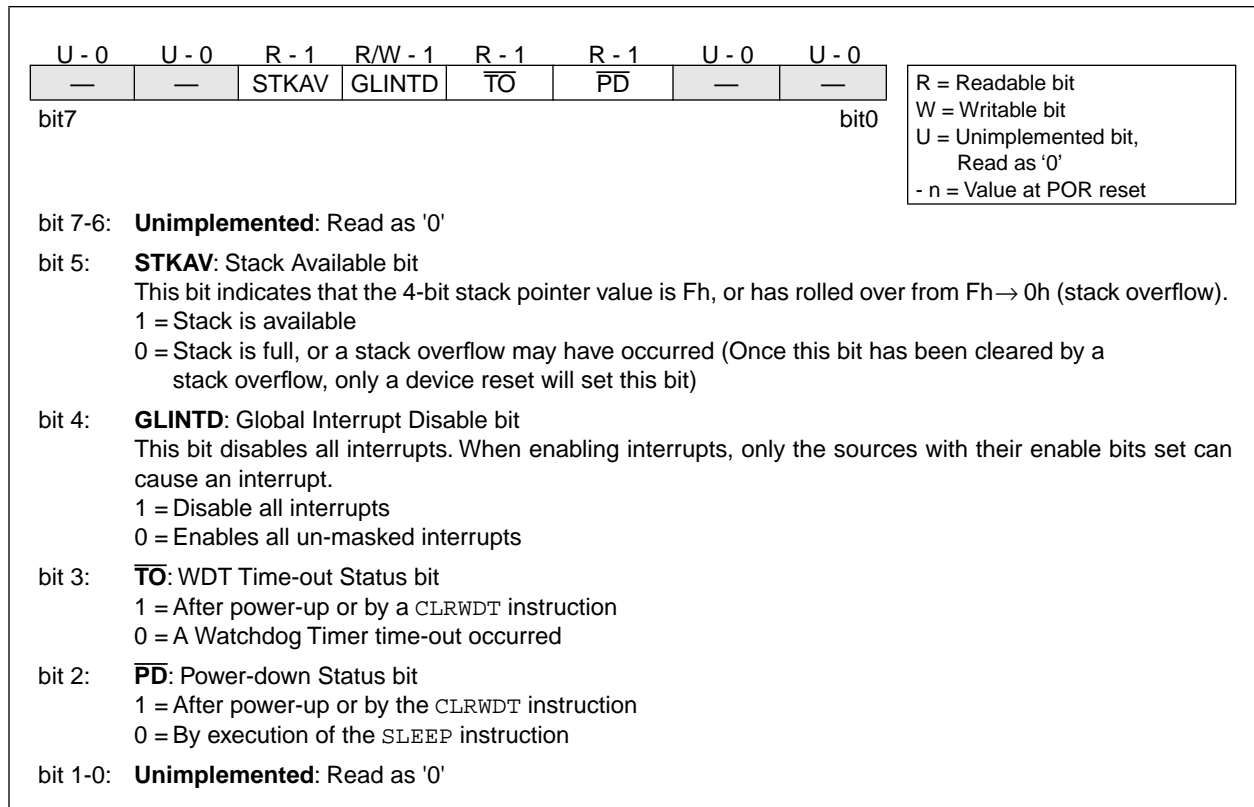 U - 0 U - 0 R - 1 R/W - 1 R - 1 R - 1 U - 0 U - 0
— — STKAV GLINTD T̅O̅ P̅D̅ — —
bit7 bit0
R = Readable bit
W = Writable bit
U = Unimplemented bit,
Read as ‘0’
- n = Value at POR reset
bit 7-6: Unimplemented: Read as '0'
bit 5: STKAV: Stack Available bit
This bit indicates that the 4-bit stack pointer value is Fh, or has rolled over from Fh→ 0h (stack overflow).
1 = Stack is available
0 = Stack is full, or a stack overflow may have occurred (Once this bit has been cleared by a
stack overflow, only a device reset will set this bit)
bit 4: GLINTD: Global Interrupt Disable bit
This bit disables all interrupts. When enabling interrupts, only the sources with their enable bits set can
cause an interrupt.
1 = Disable all interrupts
0 = Enables all un-masked interrupts
bit 3: T̅O̅: WDT Time-out Status bit
1 = After power-up or by a CLRWDT instruction
0 = A Watchdog Timer time-out occurred
bit 2: P̅D̅: Power-down Status bit
1 = After power-up or by the CLRWDT instruction
0 = By execution of the SLEEP instruction
bit 1-0: Unimplemented: Read as '0'